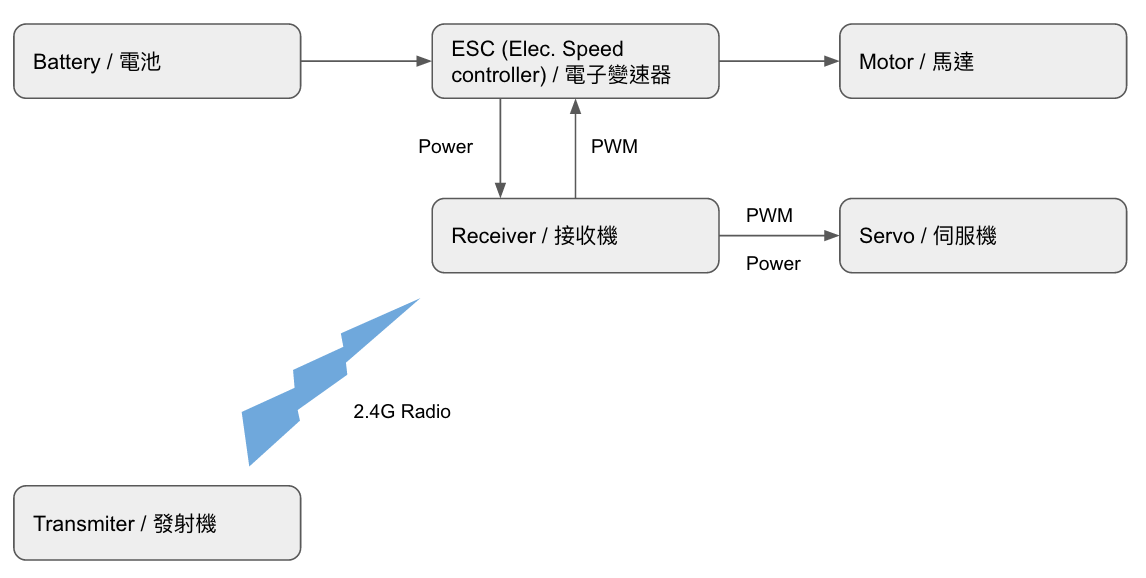 Battery / 電池
ESC (Elec. Speed
controller) / 電子變速器
Motor / 馬達
Power
PWM
Receiver / 接收機
PWM
Power
Servo / 伺服機
2.4G Radio
Transmiter / 發射機